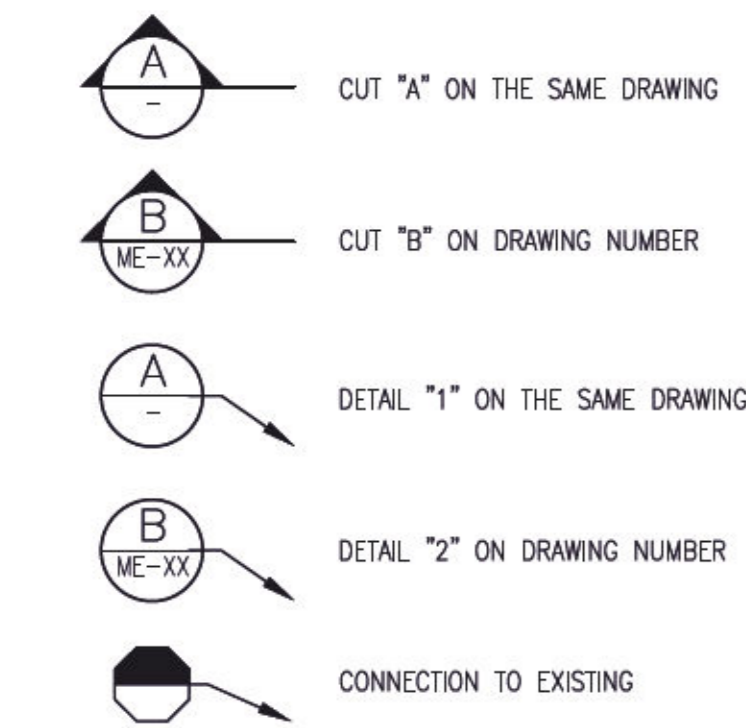 A
-
CUT "A" ON THE SAME DRAWING
B
ME-XX
CUT "B" ON DRAWING NUMBER
A
-
DETAIL "1" ON THE SAME DRAWING
B
ME-XX
DETAIL "2" ON DRAWING NUMBER
CONNECTION TO EXISTING